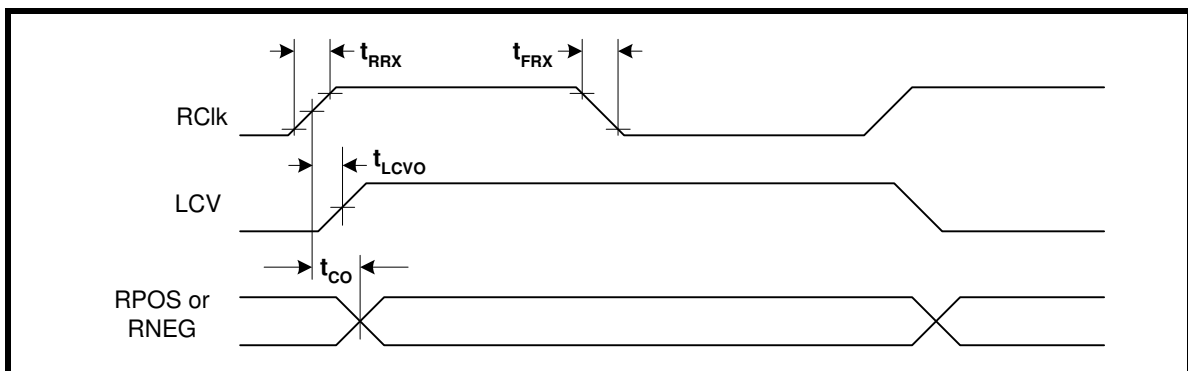 tRRX
tFRX
RClk
tLCVO
LCV
tCO
RPOS or
RNEG